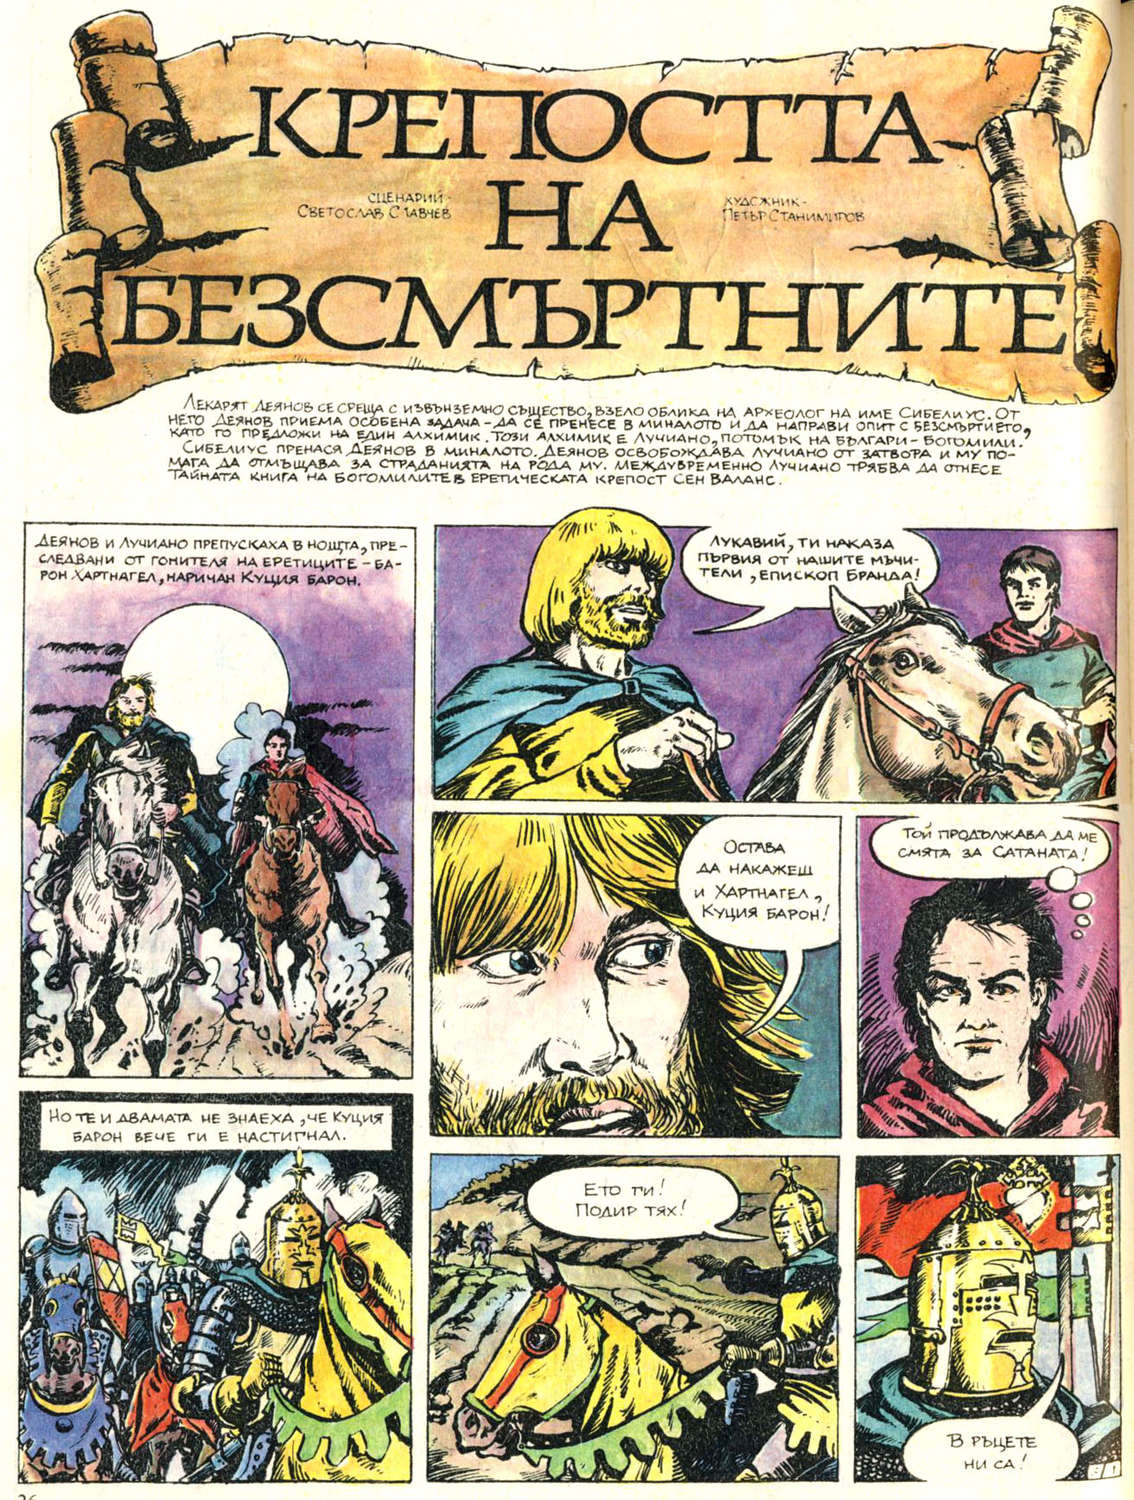 КРЕПОСТТА
НА
БЕЗСМЪРТНИТЕ
СЦЕНАРИЙ-
СВЕТОСЛАВ СЛАВЧЕВ
ХУДОЖНИК-
ПЕТЪР СТАНИМИРОВ
ЛЕКАРЯТ ДЕЯНОВ СЕ СРЕЩА С ИЗВЪНЗЕМНО СЪЩЕСТВО, ВЗЕЛО ОБЛИКА НА АРХЕОЛОГ НА ИМЕ СИБЕЛИУС. ОТ
НЕГО ДЕЯНОВ ПРИЕМА ОСОБЕНА ЗАДАЧА - ДА СЕ ПРЕНЕСЕ В МИНАЛОТО И ДА НАПРАВИ ОПИТ С БЕЗСМЪРТИЕТО,
КАТО ГО ПРЕДЛОЖИ НА ЕДИН АЛХИМИК. ТОЗИ АЛХИМИК Е ЛУЧИАНО, ПОТОМЪК НА БЪЛГАРИ - БОГОМИЛИ.
СИБЕЛИУС ПРЕНАСЯ ДЕЯНОВ В МИНАЛОТО. ДЕЯНОВ ОСВОБОЖДАВА ЛУЧИАНО ОТ ЗАТВОРА И МУ ПО-
МАГА ДА ОТМЪЩАВА ЗА СТРАДАНИЯТА НА РОДА МУ. МЕЖДУВРЕМЕННО ЛУЧИАНО ТРЯБВА ДА ОТНЕСЕ
ТАЙНАТА КНИГА НА БОГОМИЛИТЕ В ЕРЕТИЧЕСКАТА КРЕПОСТ СЕН ВАЛАНС.
ДЕЯНОВ И ЛУЧИАНО ПРЕПУСКАХА В НОЩТА, ПРЕ-
СЛЕДВАНИ ОТ ГОНИТЕЛЯ НА ЕРЕТИЦИТЕ - БА-
РОН ХАРТНАГЕЛ, НАРИЧАН КУЦИЯ БАРОН.
ЛУКАВИЙ, ТИ НАКАЗА
ПЪРВИЯ ОТ НАШИТЕ МЪЧИ-
ТЕЛИ, ЕПИСКОП БРАНДА!
ОСТАВА
ДА НАКАЖЕШ
И ХАРТНАГЕЛ,
КУЦИЯ БАРОН!
ТОЙ ПРОДЪЛЖАВА ДА МЕ
СМЯТА ЗА САТАНАТА!
НО ТЕ И ДВАМАТА НЕ ЗНАЕХА, ЧЕ КУЦИЯ
БАРОН ВЕЧЕ ГИ Е НАСТИГНАЛ.
ЕТО ГИ!
ПОДИР ТЯХ!
В РЪЦЕТЕ
НИ СА!